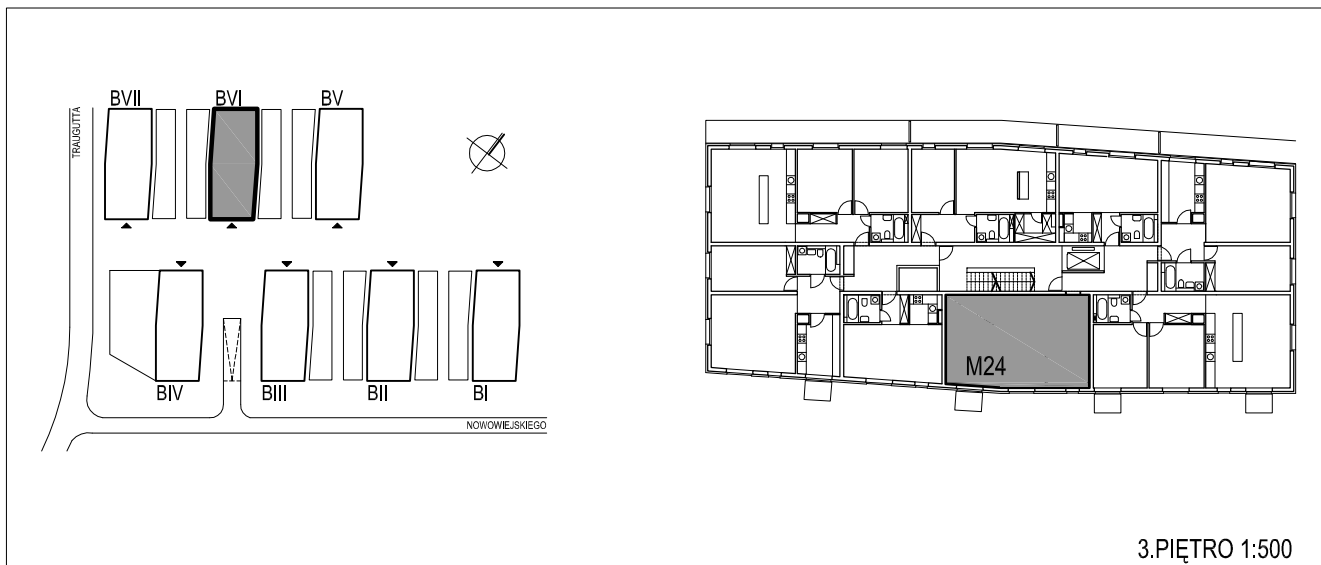 BVII
BVI
BV
TRAUGUTTA
BIV
BIII
BII
BI
NOWOWIEJSKIEGO
M24
3.PIĘTRO 1:500